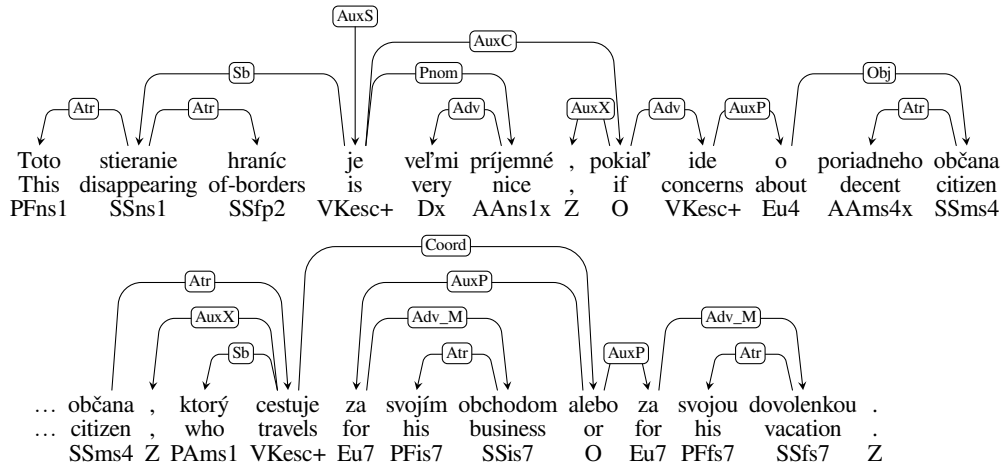 AuxS
AuxC
Sb Pnom Obj
Atr Atr Adv AuxX Adv AuxP Atr
Toto stieranie hraníc je veľmi príjemné , pokiaľ ide o poriadneho občana
This disappearing of-borders is very nice , if concerns about decent citizen
PFns1 SSns1 SSfp2 VKesc+ Dx AAns1x Z O VKesc+ Eu4 AAms4x SSms4
Coord
Atr AuxP
AuxX Adv_M Adv_M
Sb Atr AuxP Atr
… občana , ktorý cestuje za svojím obchodom alebo za svojou dovolenkou .
… citizen , who travels for his business or for his vacation .
SSms4 Z PAms1 VKesc+ Eu7 PFis7 SSis7 O Eu7 PFfs7 SSfs7 Z